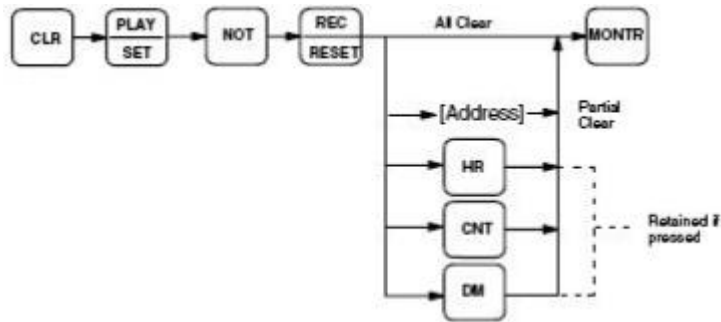 CLR
PLAY
SET
NOT
REC
RESET
All Clear
MONTR
[Address]
Partial
Clear
HR
CNT
Retained if
pressed
DM